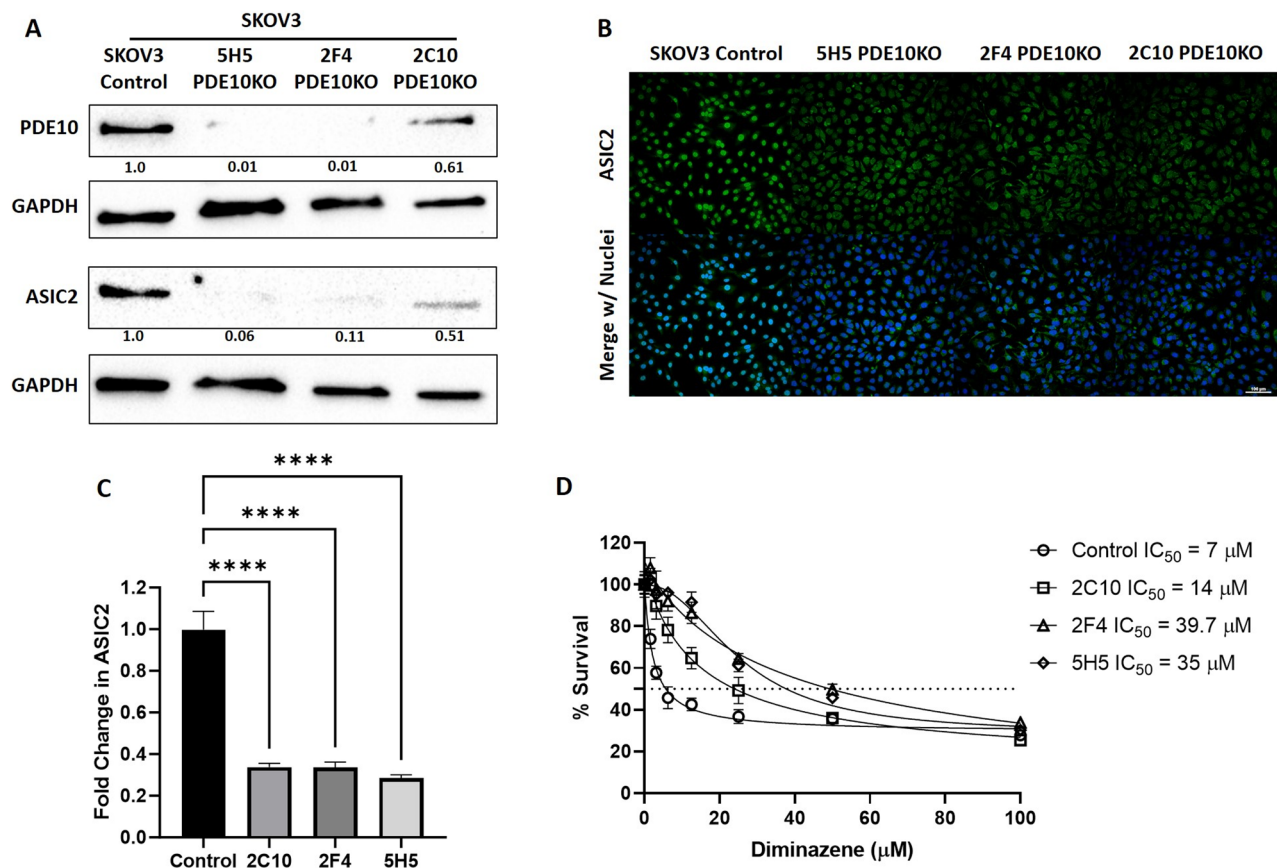 A
SKOV3
SKOV3 5H5 2F4 2C10
Control PDE10KO PDE10KO PDE10KO
PDE10
1.0 0.01 0.01 0.61
GAPDH
ASIC2
1.0 0.06 0.11 0.51
GAPDH
B
SKOV3 Control 5H5 PDE10KO 2F4 PDE10KO 2C10 PDE10KO
ASIC2
Merge w/ Nuclei
100 μm
C
**** 
****
****
Fold Change in ASIC2
1.2
1.0
0.8
0.6
0.4
0.2
0.0
Control 2C10 2F4 5H5
D
% Survival
120
100
80
60
40
20
0
0 20 40 60 80 100
Diminazene (μM)
Control IC50 = 7 μM
2C10 IC50 = 14 μM
2F4 IC50 = 39.7 μM
5H5 IC50 = 35 μM